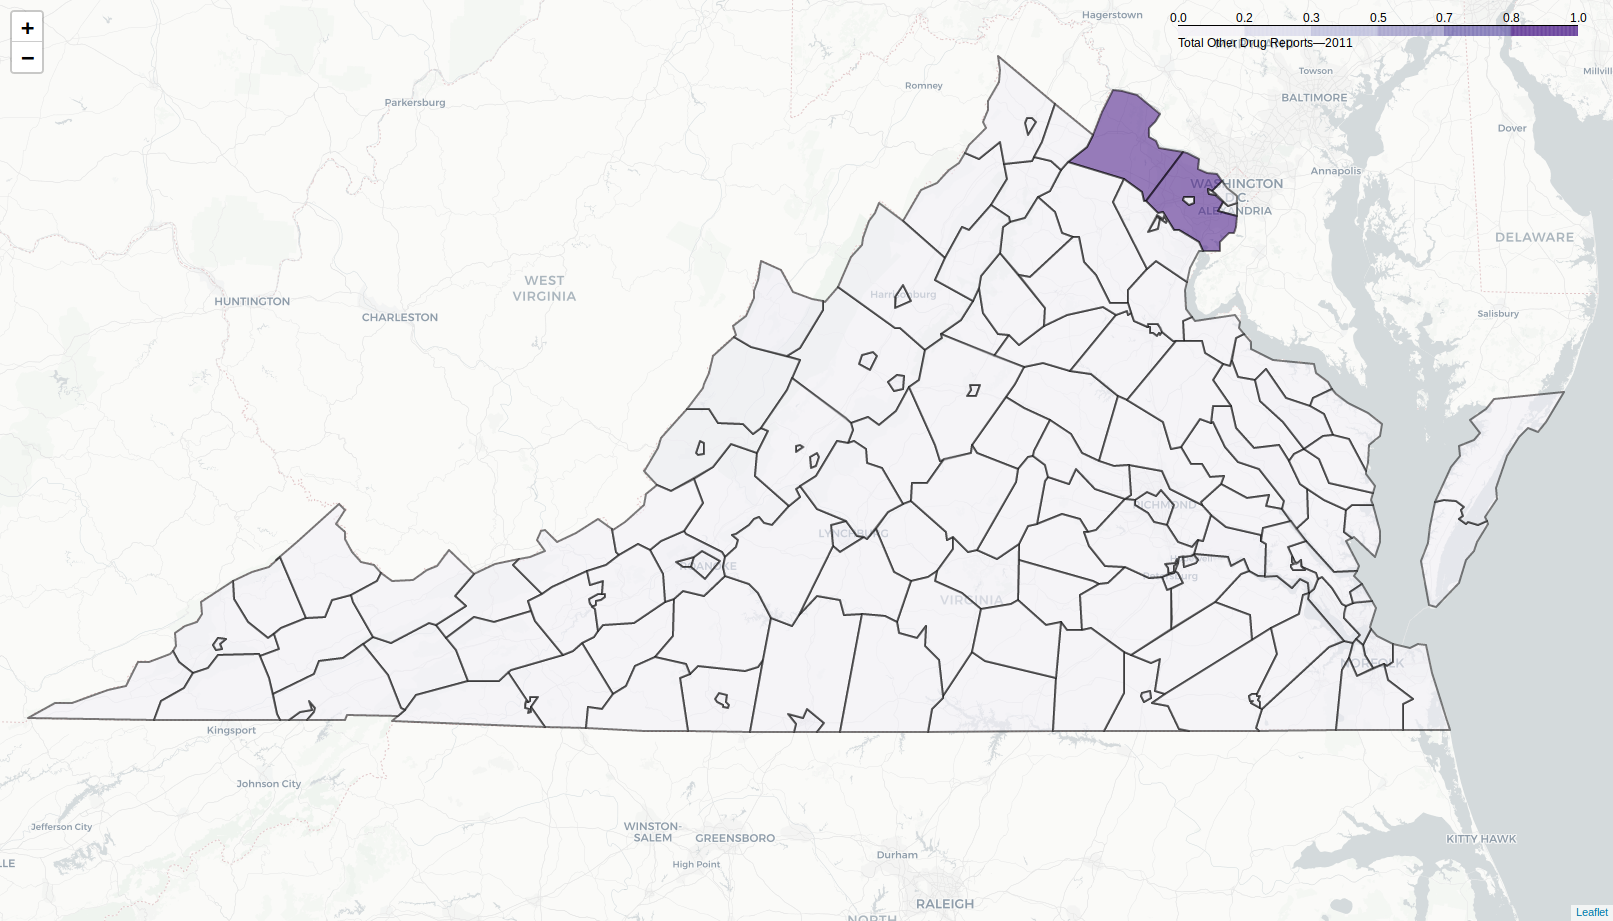 +
−
Hagerstown
0.0 0.2 0.3 0.5 0.7 0.8 1.0
Total Other Drug Reports—2011
Towson
Millvill
Romney
Parkersburg
BALTIMORE
Dover
Annapolis
WASHINGTON
D.C.
ALEXANDRIA
DELAWARE
WEST
VIRGINIA
HUNTINGTON
CHARLESTON
Harrisonburg
Salisbury
RICHMOND
LYNCHBURG
ROANOKE
Petersburg
VIRGINIA
NORFOLK
Kingsport
Johnson City
Jefferson City
WINSTON-
SALEM
GREENSBORO
High Point
Durham
KITTY HAWK
LLE
RALEIGH
NORTH
Leaflet